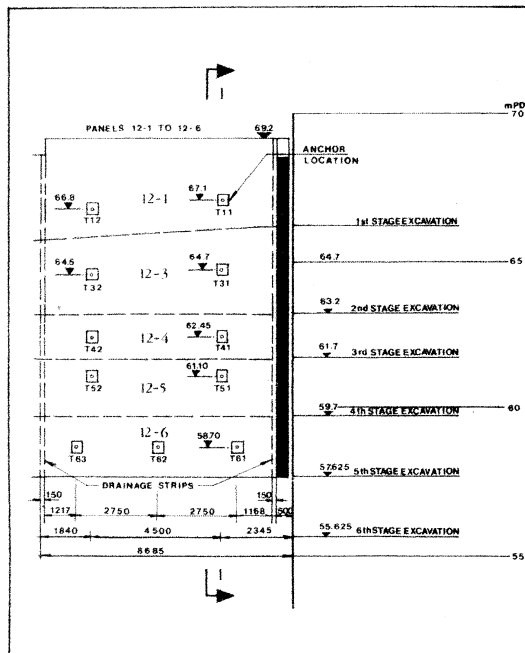 I
mPD
70
PANELS 12-1 TO 12-6
69.2
ANCHOR
LOCATION
66.8
12-1
67.1
T12
T11
1st STAGE EXCAVATION
64.5
12-3
64.7
64.7
65
T32
T31
63.2
2nd STAGE EXCAVATION
12-4
62.45
T42
T41
61.7
3rd STAGE EXCAVATION
61.10
T52
12-5
T51
59.7
60
4th STAGE EXCAVATION
12-6
58.70
T63
T62
T61
57.625
5th STAGE EXCAVATION
DRAINAGE STRIPS
150
150
1217
2750
2750
1168
500
1840
4500
2345
55.625
6th STAGE EXCAVATION
8685
55
I